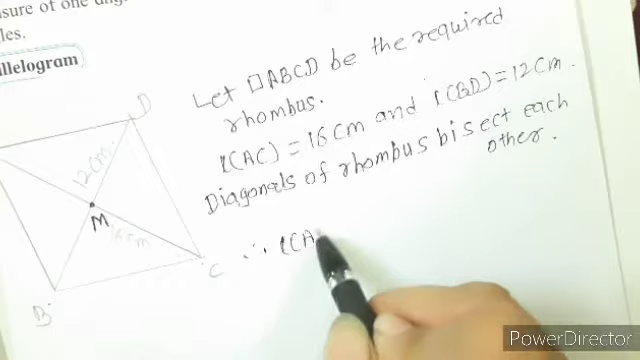 sure of one ang
les.
llelogram
Let □ABCD be the required
rhombus.
l(AC) = 16 cm and l(BD) = 12 cm.
Diagonals of rhombus bisect each
other.
∴ l(A
D
12cm.
M
16cm
B
C
PowerDirector